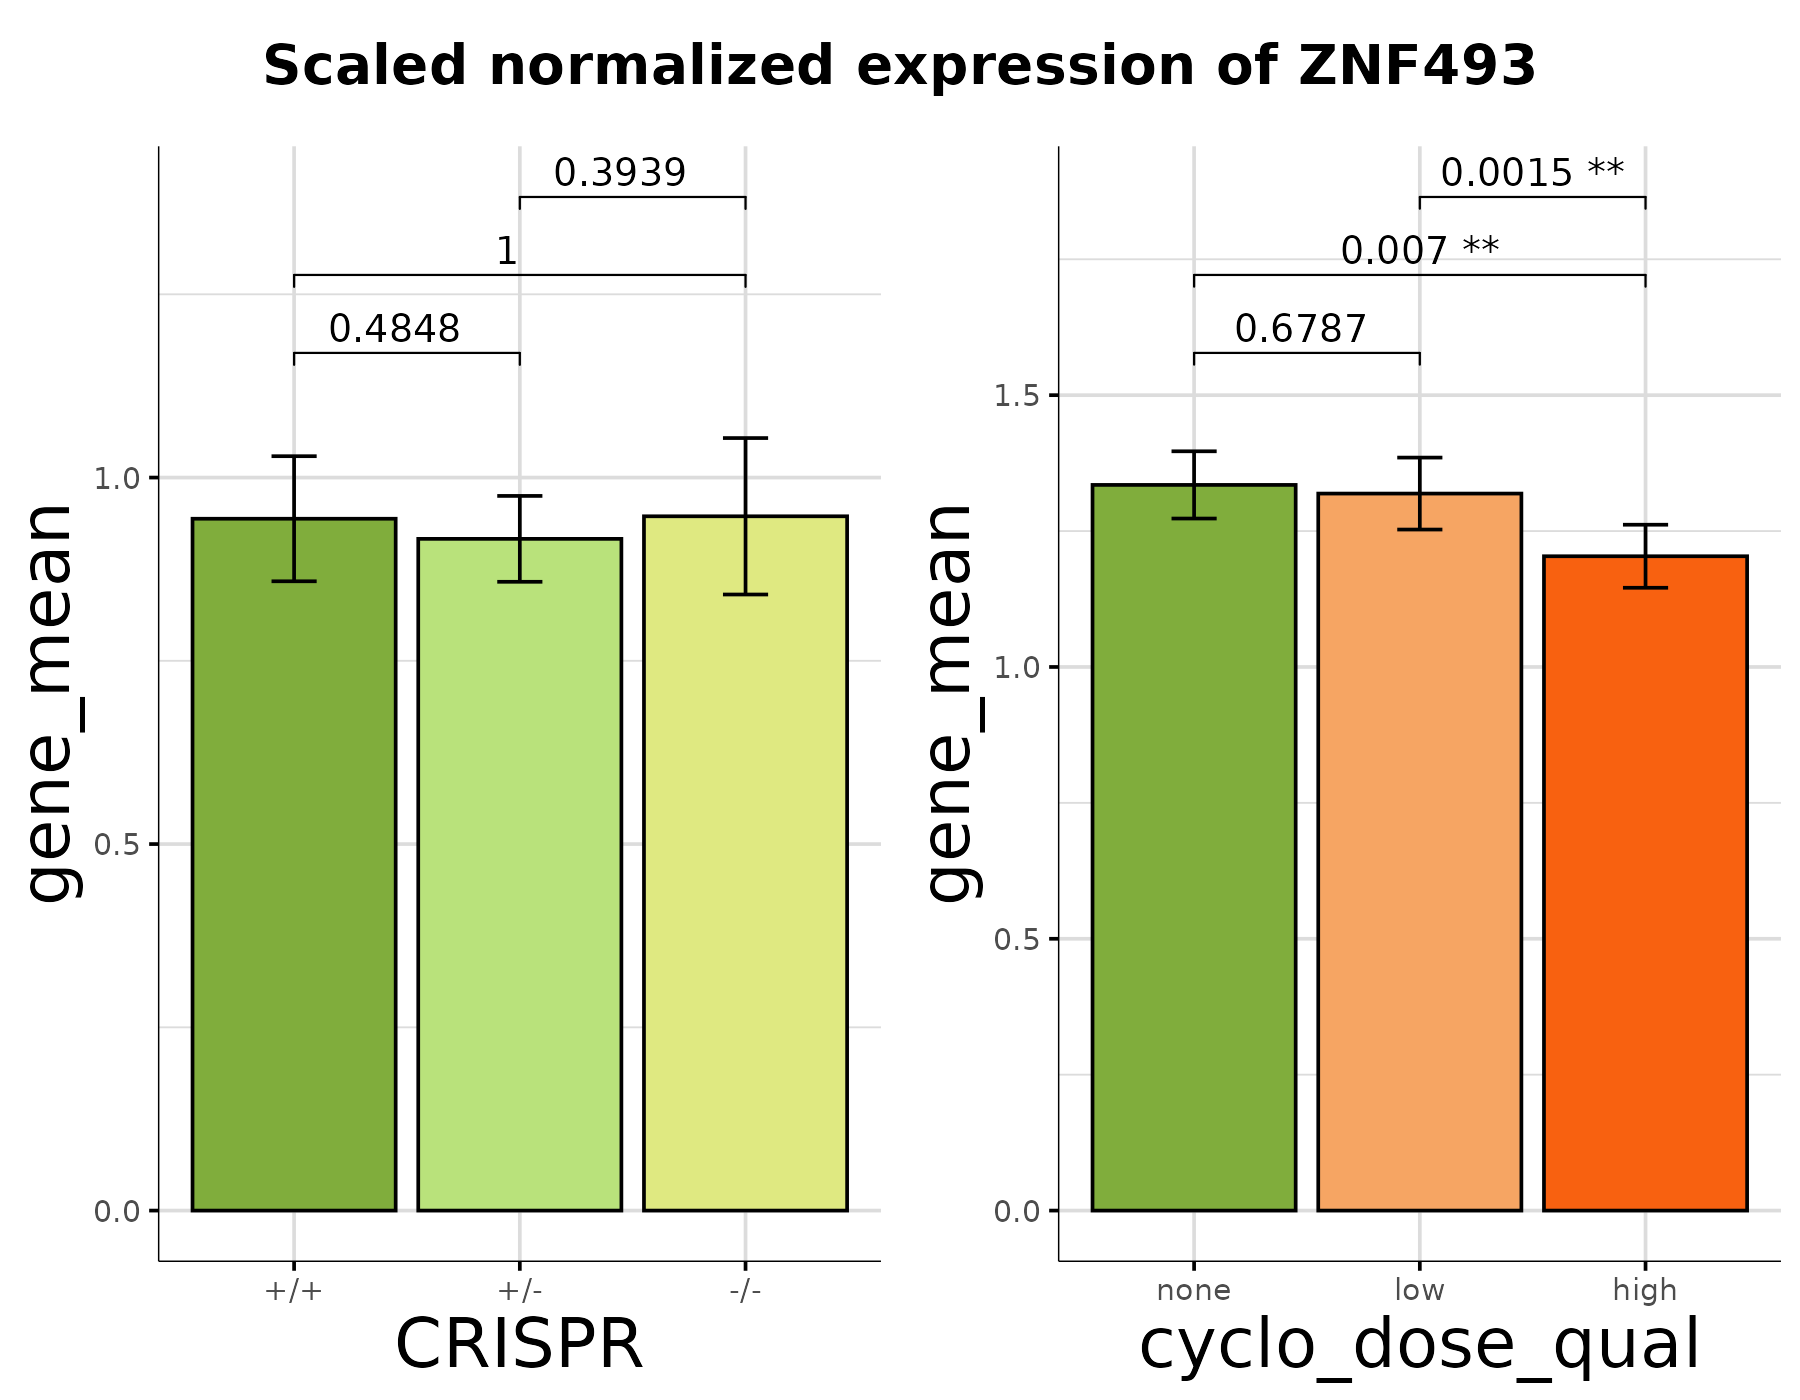 Scaled normalized expression of ZNF493
0.3939
1
0.4848
1.0
0.5
0.0
gene_mean
+/+ +/- -/-
CRISPR
0.0015 **
0.007 **
0.6787
1.5
1.0
0.5
0.0
gene_mean
none low high
cyclo_dose_qual